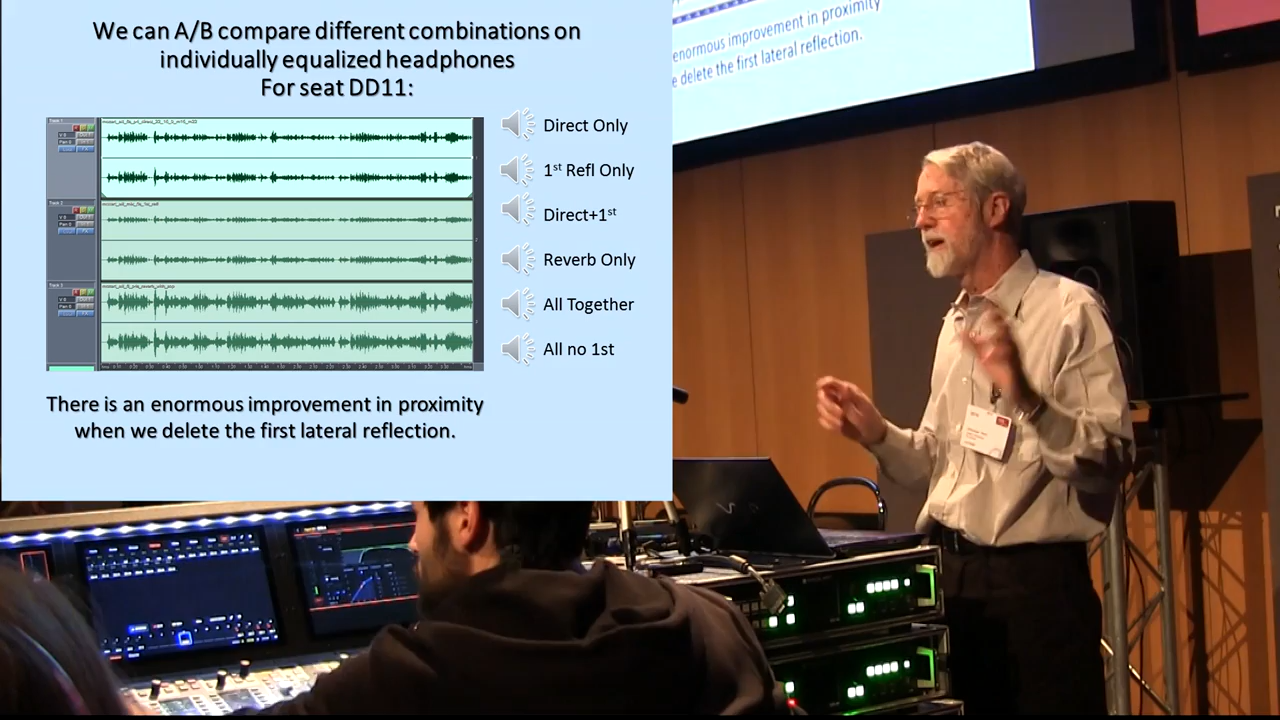 We can A/B compare different combinations on
individually equalized headphones
For seat DD11:
Direct Only
1st Refl Only
Direct+1st
Reverb Only
All Together
All no 1st
There is an enormous improvement in proximity
when we delete the first lateral reflection.
enormous improvement in proximity
e delete the first lateral reflection.